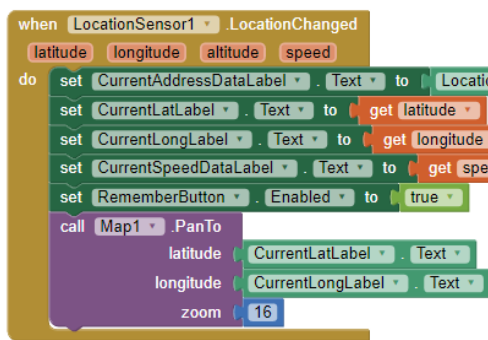 when LocationSensor1 .LocationChanged
latitude longitude altitude speed
do set CurrentAddressDataLabel . Text to
set CurrentLatLabel . Text to get latitude
set CurrentLongLabel . Text to get longitude
set CurrentSpeedDataLabel . Text to get
set RememberButton . Enabled to true
call Map1 .PanTo
latitude CurrentLatLabel . Text
longitude CurrentLongLabel . Text
zoom 16